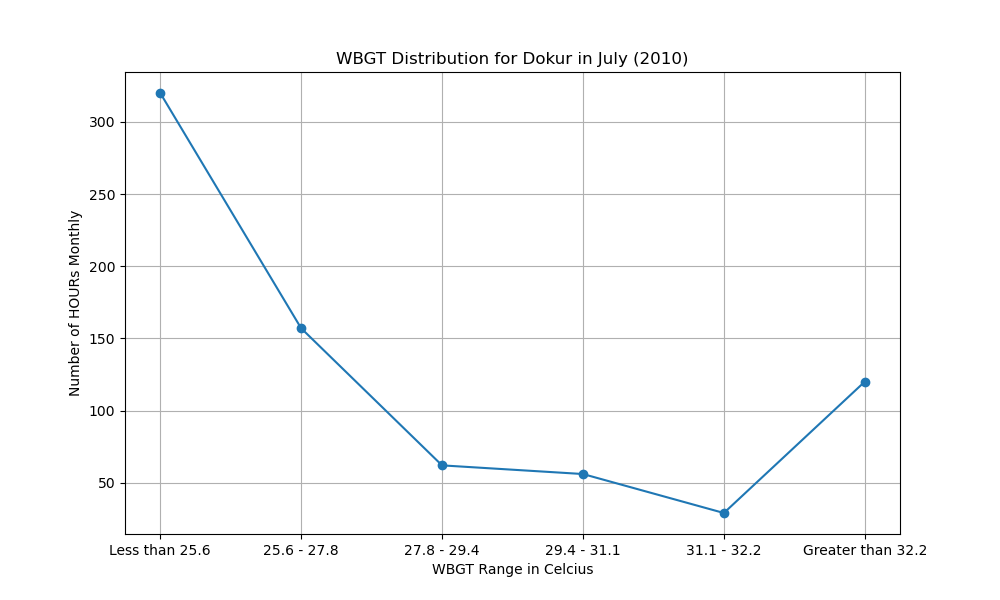 WBGT Distribution for Dokur in July (2010)
Number of HOURs Monthly
300
250
200
150
100
50
Less than 25.6
25.6 - 27.8
27.8 - 29.4
29.4 - 31.1
31.1 - 32.2
Greater than 32.2
WBGT Range in Celcius